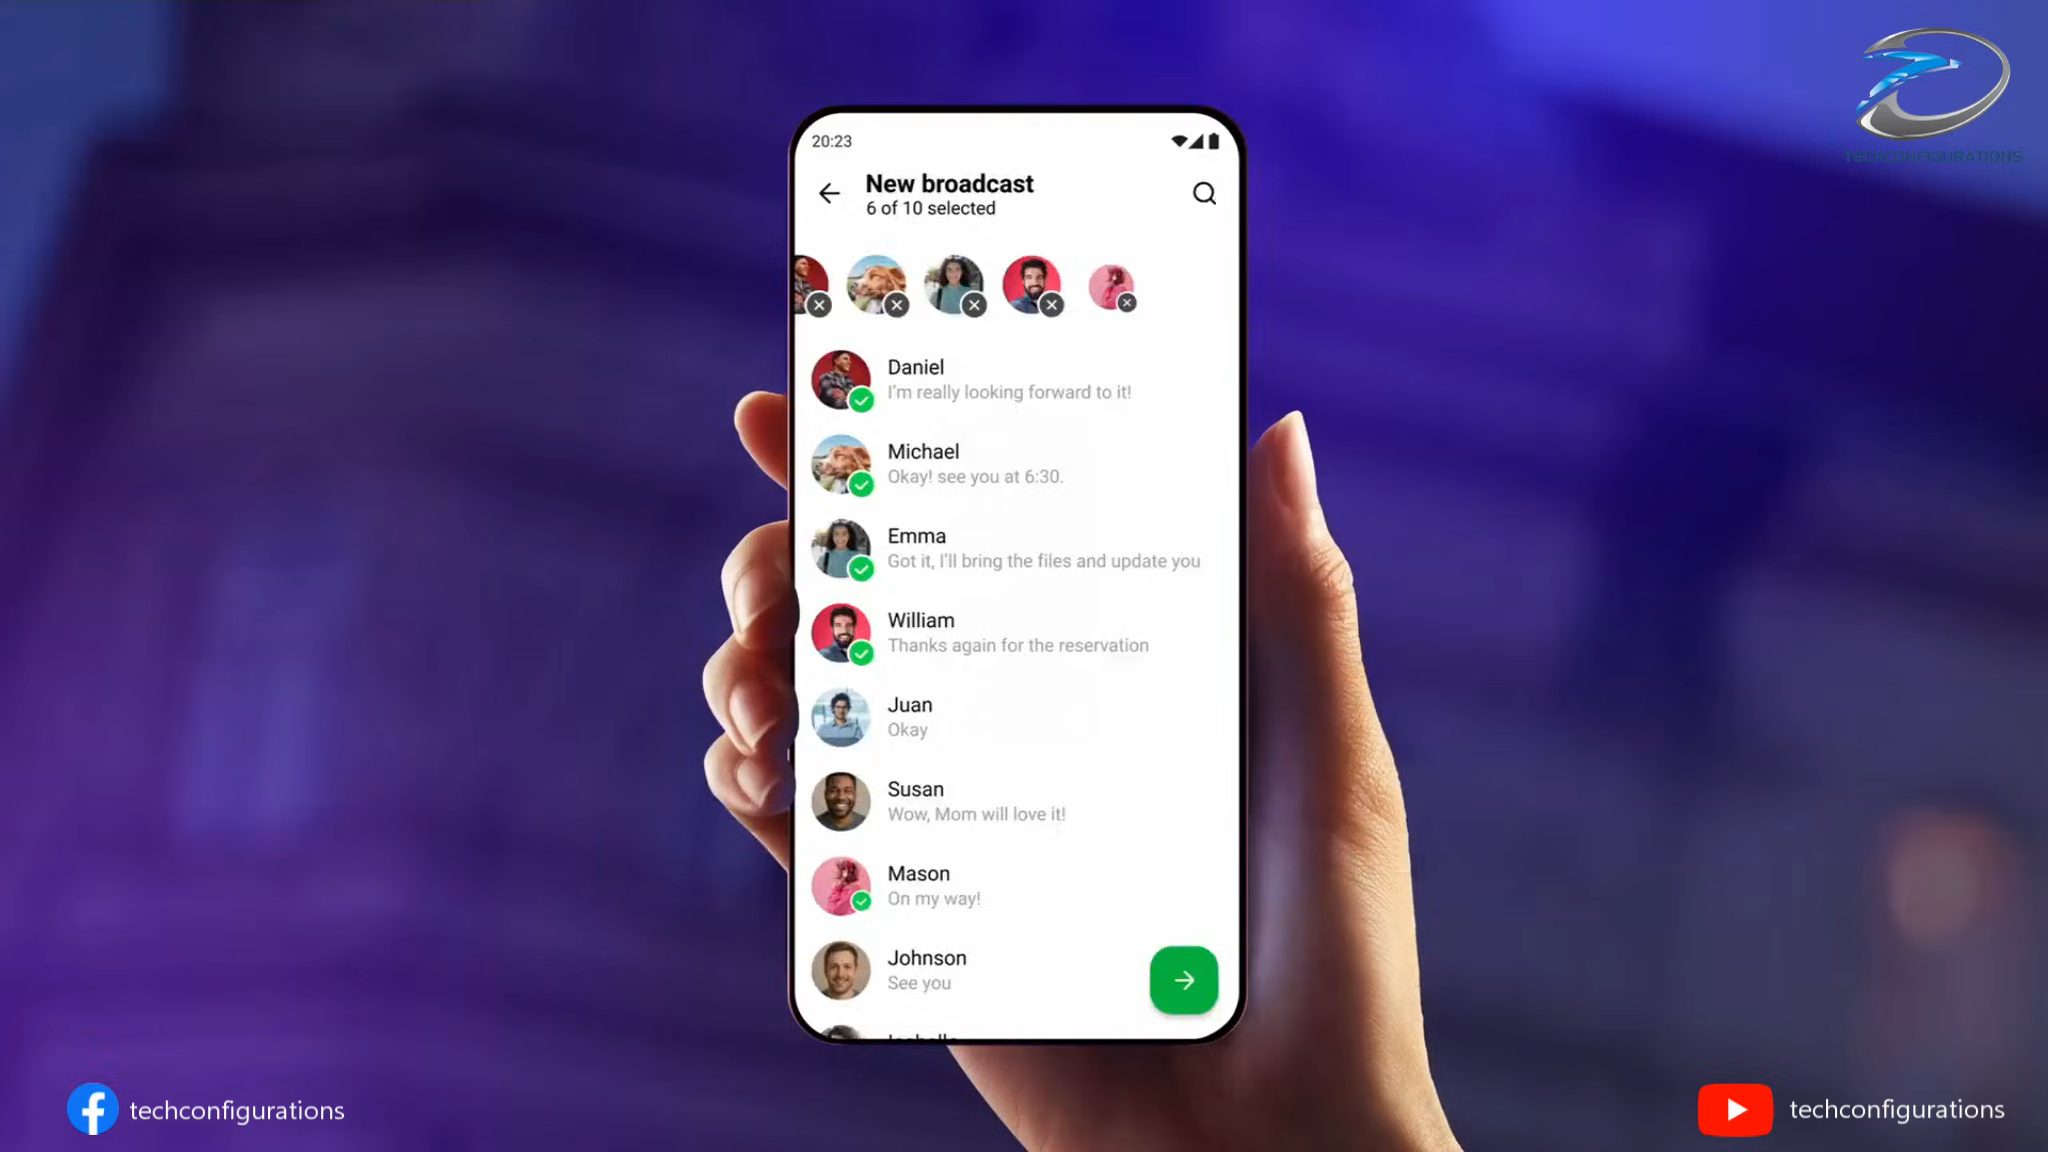 TECHCONFIGURATIONS
20:23
New broadcast
6 of 10 selected
Daniel
I'm really looking forward to it!
Michael
Okay! see you at 6:30.
Emma
Got it, I'll bring the files and update you
William
Thanks again for the reservation
Juan
Okay
Susan
Wow, Mom will love it!
Mason
On my way!
Johnson
See you
techconfigurations
techconfigurations